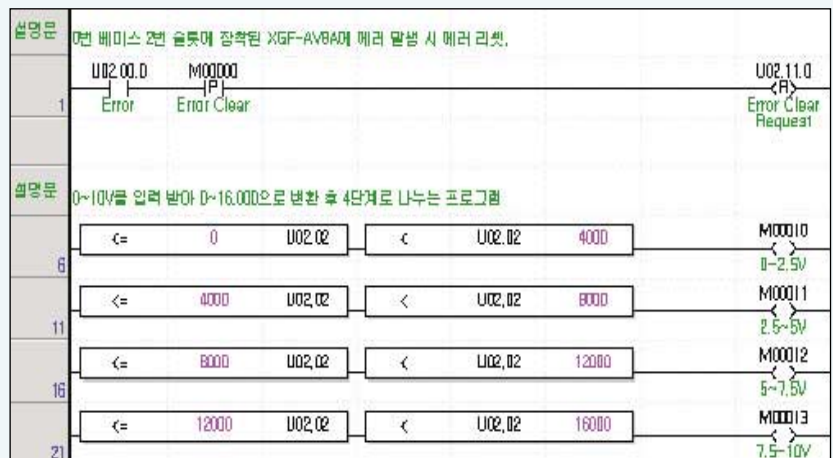 설명문 0번 베이스 2번 슬롯에 장착된 XGF-AV8A에 에러 발생 시 에러 리셋.
U02.00.D M00000 U02.11.0
P R
1 Error Error Clear Error Clear
Request
설명문 0~10V를 입력 받아 0~16,000으로 변환 후 4단계로 나누는 프로그램
<= 0 U02.02 < U02.02 4000 M00010
6 0~2.5V
<= 4000 U02.02 < U02.02 8000 M00011
11 2.5~5V
<= 8000 U02.02 < U02.02 12000 M00012
16 5~7.5V
<= 12000 U02.02 < U02.02 16000 M00013
21 7.5~10V